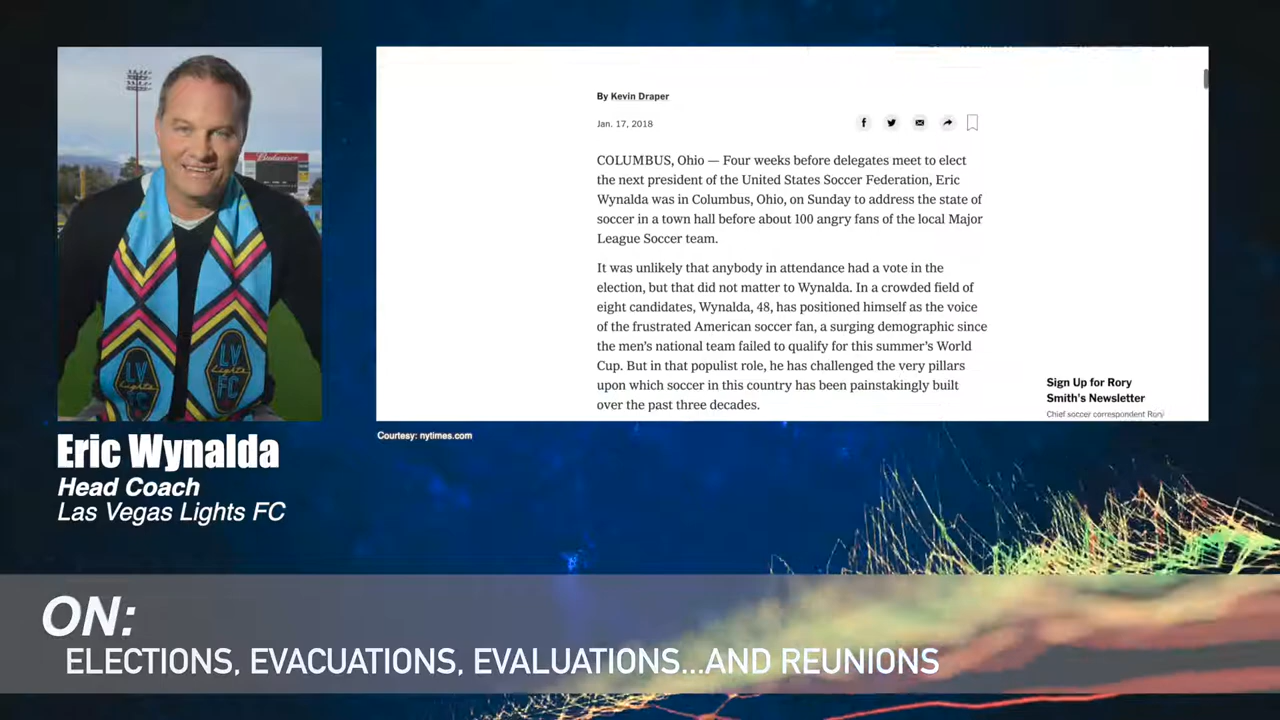 By Kevin Draper
Jan. 17, 2018
COLUMBUS, Ohio — Four weeks before delegates meet to elect
the next president of the United States Soccer Federation, Eric
Wynalda was in Columbus, Ohio, on Sunday to address the state of
soccer in a town hall before about 100 angry fans of the local Major
League Soccer team.
It was unlikely that anybody in attendance had a vote in the
election, but that did not matter to Wynalda. In a crowded field of
eight candidates, Wynalda, 48, has positioned himself as the voice
of the frustrated American soccer fan, a surging demographic since
the men’s national team failed to qualify for this summer’s World
Cup. But in that populist role, he has challenged the very pillars
upon which soccer in this country has been painstakingly built
over the past three decades.
Sign Up for Rory
Smith's Newsletter
Chief soccer correspondent Rory
Courtesy: nytimes.com
Budweiser
LV
Lights
FC
LV
Lights
FC
Eric Wynalda
Head Coach
Las Vegas Lights FC
ON:
ELECTIONS, EVACUATIONS, EVALUATIONS...AND REUNIONS